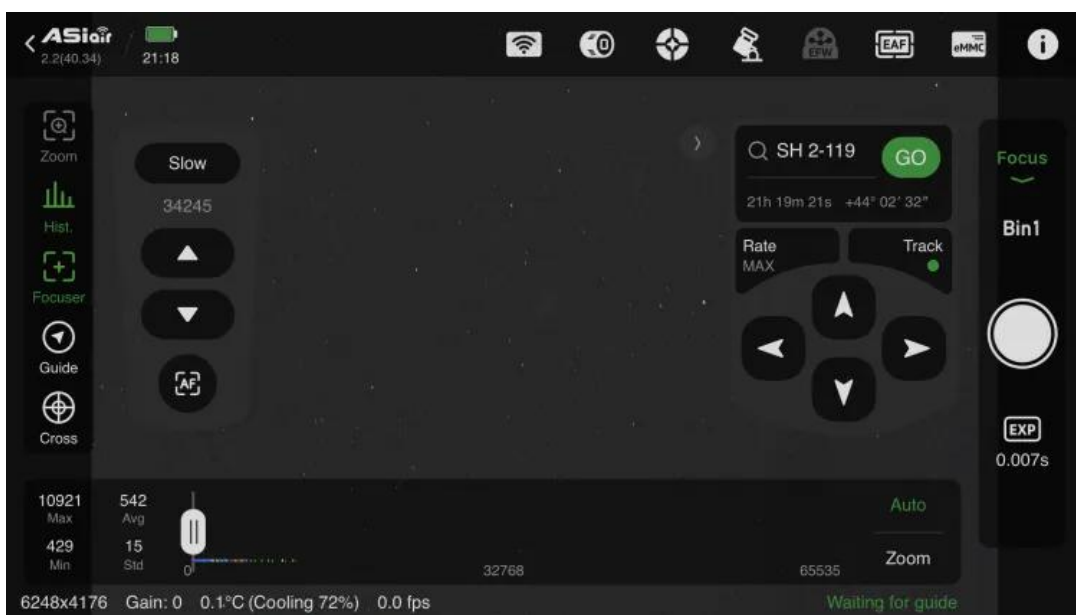 ASiair
2.2(40.34)
21:18
0
EFW
EAF
eMMC
i
Zoom
Hist.
Focuser
Guide
Cross
Slow
34245
AF
SH 2-119
GO
21h 19m 21s +44° 02' 32"
Rate
MAX
Track
Focus
Bin1
EXP
0.007s
10921
Max
542
Avg
429
Min
15
Std
0
32768
65535
Auto
Zoom
6248x4176 Gain: 0 0.1°C (Cooling 72%) 0.0 fps
Waiting for guide